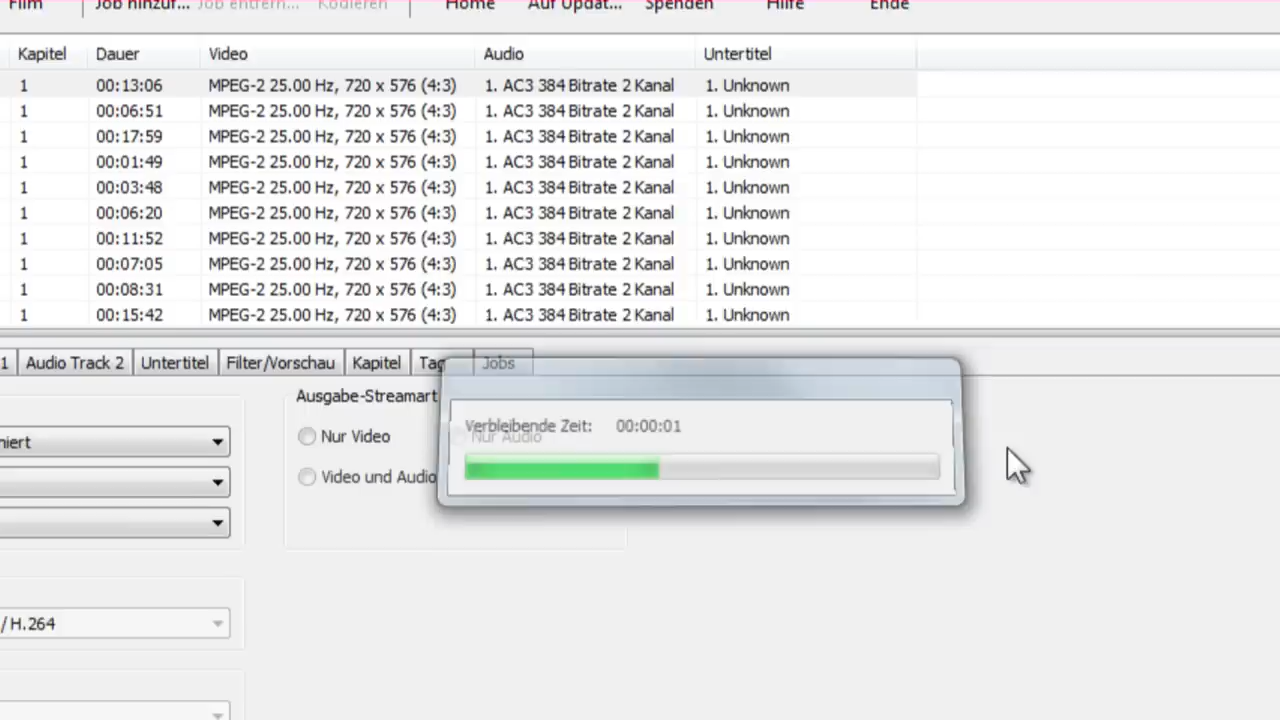 Film Job hinzuf... Job entfern... Kodieren Home Auf Updat... Spenden Hilfe Ende
Kapitel Dauer Video Audio Untertitel
1 00:13:06 MPEG-2 25.00 Hz, 720 x 576 (4:3) 1. AC3 384 Bitrate 2 Kanal 1. Unknown
1 00:06:51 MPEG-2 25.00 Hz, 720 x 576 (4:3) 1. AC3 384 Bitrate 2 Kanal 1. Unknown
1 00:17:59 MPEG-2 25.00 Hz, 720 x 576 (4:3) 1. AC3 384 Bitrate 2 Kanal 1. Unknown
1 00:01:49 MPEG-2 25.00 Hz, 720 x 576 (4:3) 1. AC3 384 Bitrate 2 Kanal 1. Unknown
1 00:03:48 MPEG-2 25.00 Hz, 720 x 576 (4:3) 1. AC3 384 Bitrate 2 Kanal 1. Unknown
1 00:06:20 MPEG-2 25.00 Hz, 720 x 576 (4:3) 1. AC3 384 Bitrate 2 Kanal 1. Unknown
1 00:11:52 MPEG-2 25.00 Hz, 720 x 576 (4:3) 1. AC3 384 Bitrate 2 Kanal 1. Unknown
1 00:07:05 MPEG-2 25.00 Hz, 720 x 576 (4:3) 1. AC3 384 Bitrate 2 Kanal 1. Unknown
1 00:08:31 MPEG-2 25.00 Hz, 720 x 576 (4:3) 1. AC3 384 Bitrate 2 Kanal 1. Unknown
1 00:15:42 MPEG-2 25.00 Hz, 720 x 576 (4:3) 1. AC3 384 Bitrate 2 Kanal 1. Unknown
1 Audio Track 2 Untertitel Filter/Vorschau Kapitel Tag Jobs
Ausgabe-Streamart
Verbleibende Zeit: 00:00:01
niert Nur Video Nur Audio
Video und Audio
/ H.264